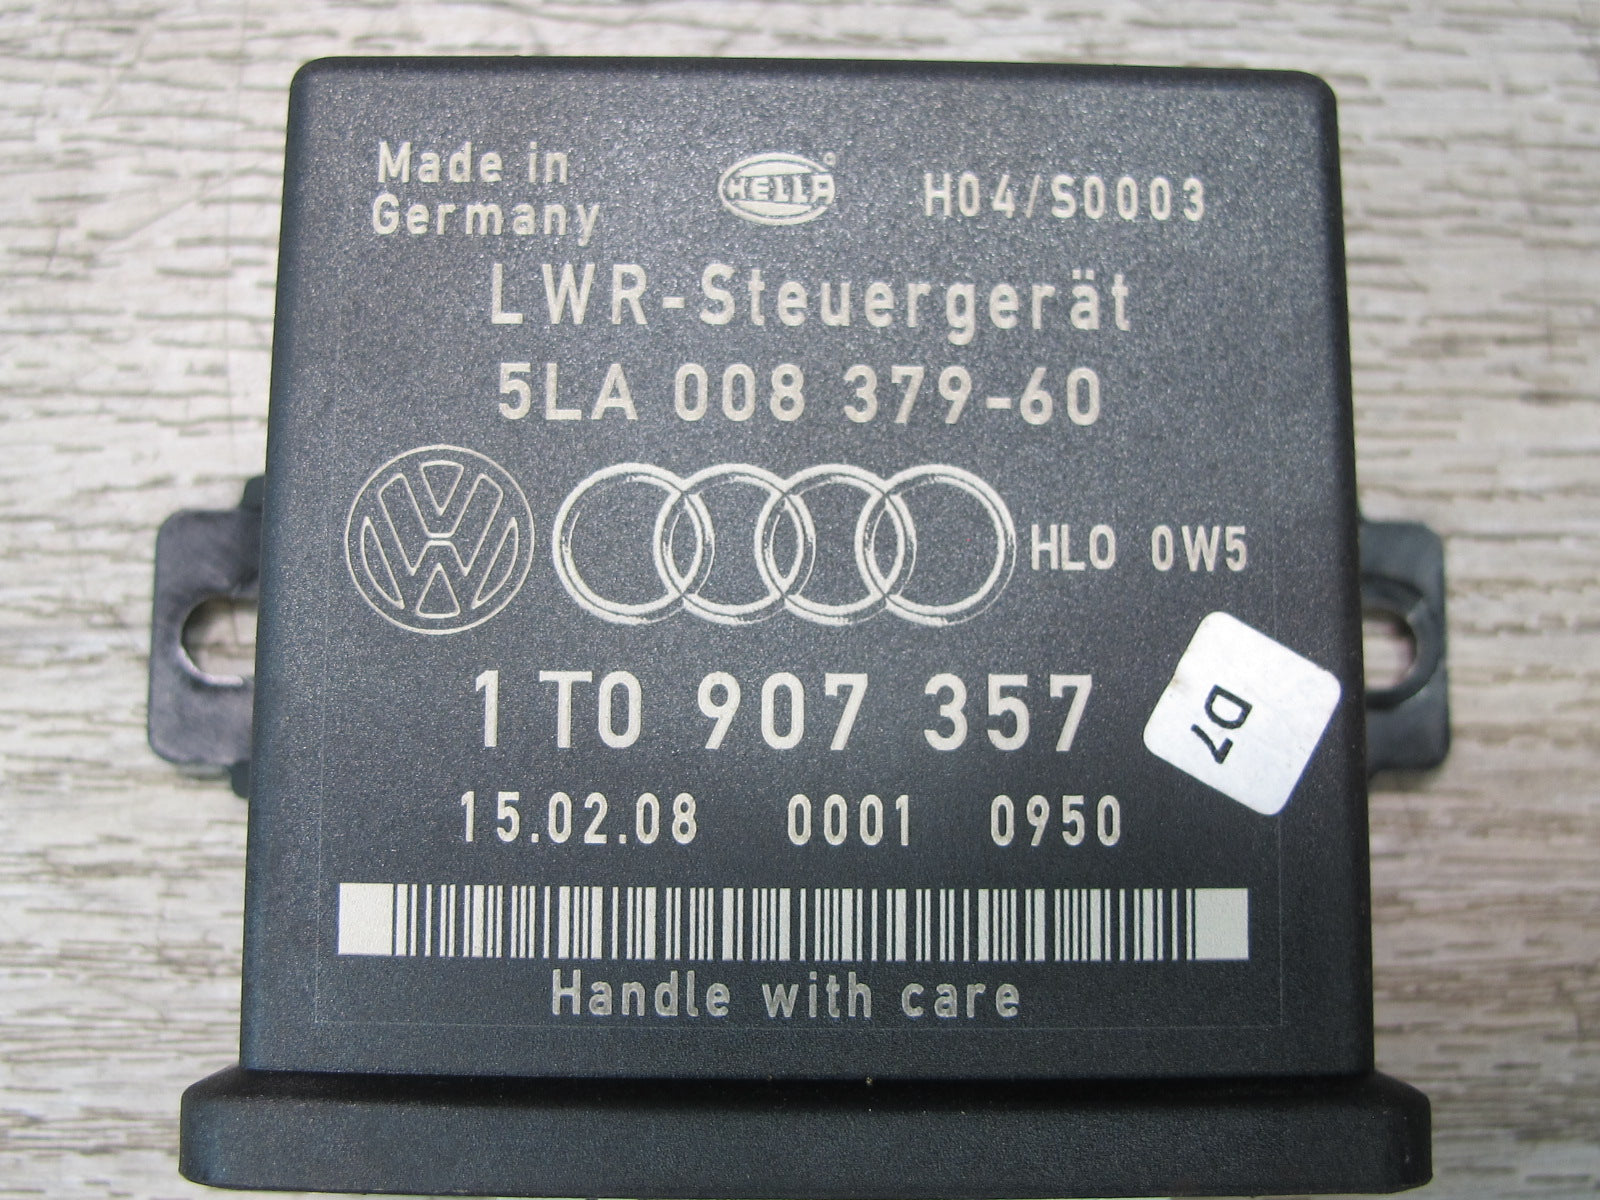 Made in
Germany
HELLA
H04/S0003
LWR-Steuergerät
5LA 008 379-60
HL0 0W5
1T0 907 357
D7
15.02.08 0001 0950
Handle with care